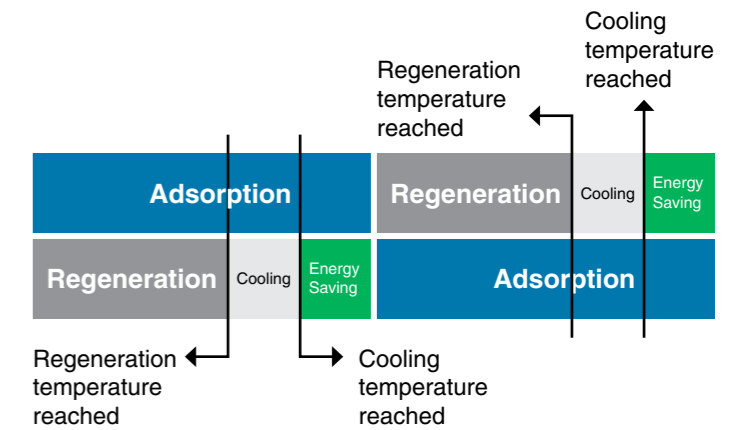 Cooling
temperature
reached
Regeneration
temperature
reached
Adsorption
Regeneration
Cooling
Energy
Saving
Regeneration
Cooling
Energy
Saving
Adsorption
Regeneration
temperature
reached
Cooling
temperature
reached